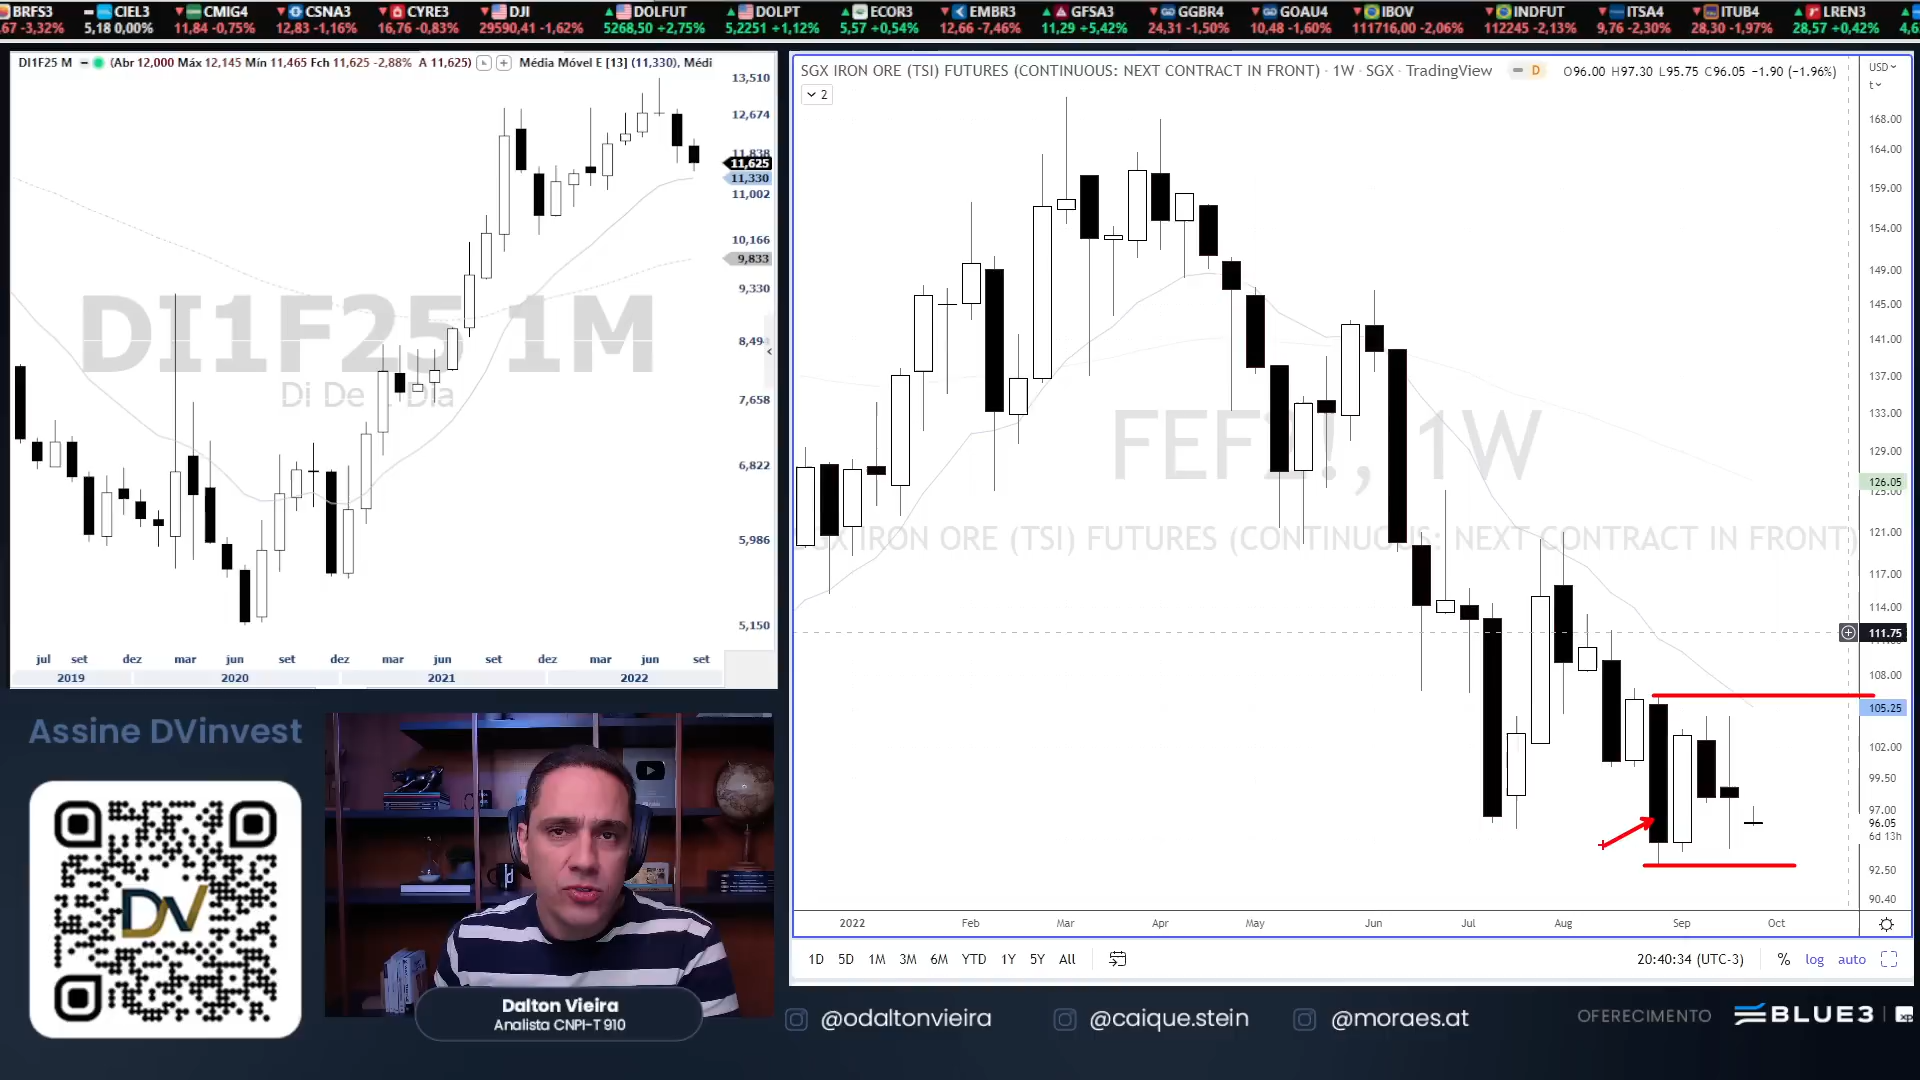 BRFS3 CIEL3 CMIG4 CSNA3 CYRE3 DJI DOLFUT DOLPT ECOR3 EMBR3 GFSA3 GGBR4 GOAU4 IBOV INDFUT ITSA4 ITUB4 LREN3
,67 -3,32% 5,18 0,00% 11,84 -0,75% 12,83 -1,16% 16,76 -0,83% 29590,41 -1,62% 5268,50 +2,75% 5,2251 +1,12% 5,57 +0,54% 12,66 -7,46% 11,29 +5,42% 24,31 -1,50% 10,48 -1,60% 111716,00 -2,06% 112245 -2,13% 9,76 -2,30% 28,30 -1,97% 28,57 +0,42% 4,6
DI1F25 M (Abr 12,000 Máx 12,145 Mín 11,465 Fch 11,625 -2,88% A 11,625) Média Móvel E [13] (11,330), Médi
13,510
12,674
11,838
11,625
11,330
11,002
10,166
9,833
9,330
8,494
7,658
6,822
5,986
5,150
DI1F25 1M
Di De 1 Dia
jul set dez mar jun set dez mar jun set dez mar jun set
2019 2020 2021 2022
SGX IRON ORE (TSI) FUTURES (CONTINUOUS: NEXT CONTRACT IN FRONT) · 1W · SGX · TradingView D O96.00 H97.30 L95.75 C96.05 −1.90 (−1.96%)
2
USD
t
168.00
164.00
159.00
154.00
149.00
145.00
141.00
137.00
133.00
129.00
126.05
125.00
121.00
117.00
114.00
111.75
108.00
105.25
102.00
99.50
97.00
96.05
6d 13h
92.50
90.40
FEF2!, 1W
SGX IRON ORE (TSI) FUTURES (CONTINUOUS: NEXT CONTRACT IN FRONT)
2022 Feb Mar Apr May Jun Jul Aug Sep Oct
1D 5D 1M 3M 6M YTD 1Y 5Y All 20:40:34 (UTC-3) % log auto
Assine DVinvest
DV
Dalton Vieira
Analista CNPI-T 910
@odaltonvieira @caique.stein @moraes.at
OFERECIMENTO BLUE3 xp